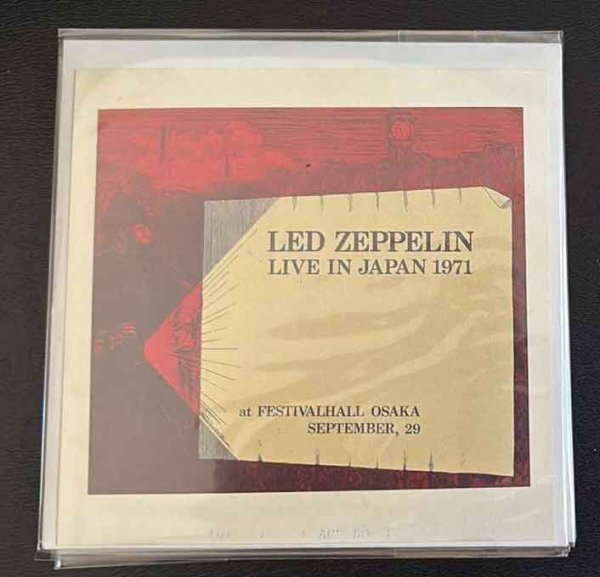 LED ZEPPELIN
LIVE IN JAPAN 1971
at FESTIVALHALL OSAKA
SEPTEMBER, 29